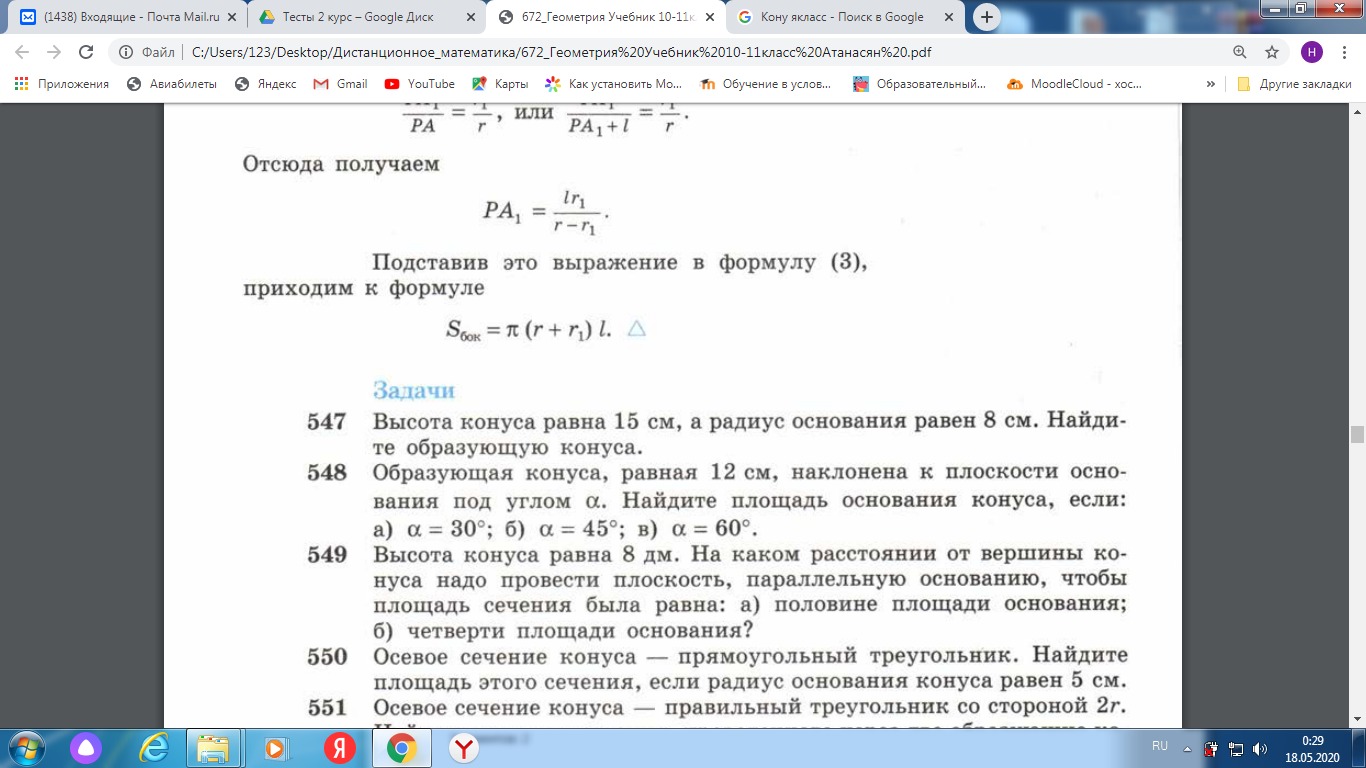 (1438) Входящие - Почта Mail.ru
Тесты 2 курс – Google Диск
672_Геометрия Учебник 10-11к
Кону якласс - Поиск в Google
Файл | C:/Users/123/Desktop/Дистанционное_математика/672_Геометрия%20Учебник%2010-11класс%20Атанасян%20.pdf
Н
Приложения
Авиабилеты
Яндекс
Gmail
YouTube
Карты
Как установить Mo...
Обучение в услов...
Образовательный...
MoodleCloud - хос...
»
Другие закладки
PA = r , или PA₁ + l = r .
Отсюда получаем
PA₁ = lr₁ / (r – r₁).
Подставив это выражение в формулу (3),
приходим к формуле
Sбок = π (r + r₁) l. △
Задачи
547 Высота конуса равна 15 см, а радиус основания равен 8 см. Найди-
те образующую конуса.
548 Образующая конуса, равная 12 см, наклонена к плоскости осно-
вания под углом α. Найдите площадь основания конуса, если:
а) α = 30°; б) α = 45°; в) α = 60°.
549 Высота конуса равна 8 дм. На каком расстоянии от вершины ко-
нуса надо провести плоскость, параллельную основанию, чтобы
площадь сечения была равна: а) половине площади основания;
б) четверти площади основания?
550 Осевое сечение конуса — прямоугольный треугольник. Найдите
площадь этого сечения, если радиус основания конуса равен 5 см.
551 Осевое сечение конуса — правильный треугольник со стороной 2r.
RU
0:29
18.05.2020